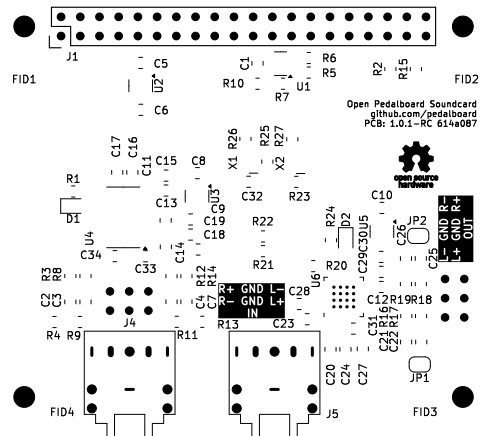 J1
C5
C1
R6
R5
R2
R15
FID1
U2
R10
R7
U1
FID2
C6
Open Pedalboard Soundcard
github.com/pedalboard
PCB: 1.0.1-RC 614a087
R26
R25
R27
C17
C16
C11
C15
C8
X1
X2
open source
hardware
R1
C32
R23
D1
C13
U3
C9
C10
GND R-
L- GND R+
L+ OUT
C19
C18
R22
R24
D2
U5
C26
JP2
U4
C34
C33
C14
R21
C30
C29
C25
R3
R8
R12
R14
U6
R20
C2
C3
C4
C7
R+ GND L-
R- GND L+
IN
C28
C12
R19
R18
R4
R9
J4
R11
R13
C23
C31
R16
R17
C21
C22
C20
C24
C27
JP1
FID4
J5
FID3